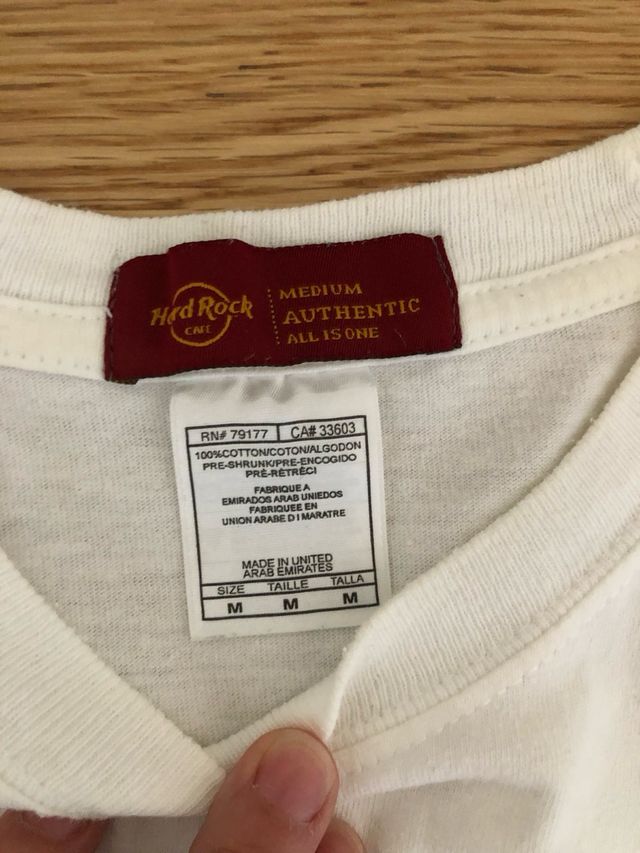 Hard Rock
CAFE
MEDIUM
AUTHENTIC
ALL IS ONE
RN# 79177 CA# 33603
100%COTTON/COTON/ALGODON
PRE-SHRUNK/PRE-ENCOGIDO
PRÉ-RÉTRÉCI
FABRIQUE A
EMIRADOS ARAB UNIEDOS
FABRIQUEE EN
UNION ARABE D I MARATRE
MADE IN UNITED
ARAB EMIRATES
SIZE TAILLE TALLA
M M M